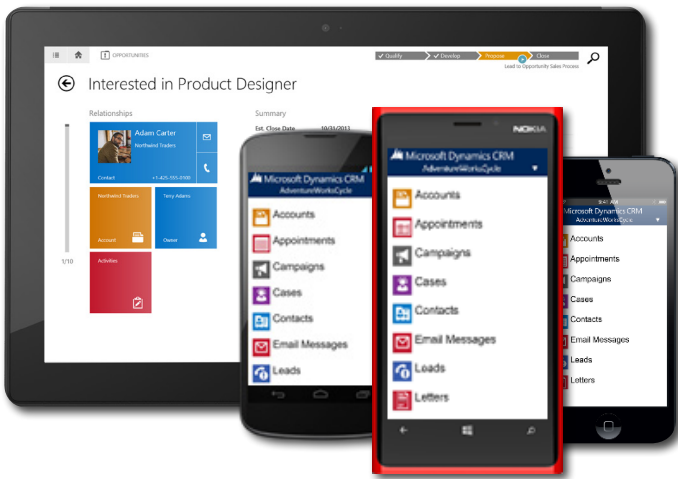 OPPORTUNITIES
Qualify
Develop
Propose
Close
Lead to Opportunity Sales Process
Interested in Product Designer
Relationships
Summary
Adam Carter
Northwind Traders
Contact
+1-425-555-0100
Est. Close Date 10/31/2013
Northwind Traders
Account
Terry Adams
Owner
Activities
1/10
Microsoft Dynamics CRM
AdventureWorksCycle
Accounts
Appointments
Campaigns
Cases
Contacts
Email Messages
Leads
NOKIA
Microsoft Dynamics CRM
AdventureWorksCycle
Accounts
Appointments
Campaigns
Cases
Contacts
Email Messages
Leads
Letters
9:41 AM
Microsoft Dynamics CRM
AdventureWorksCycle
Accounts
Appointments
Campaigns
Cases
Contacts
Email Messages
Leads
Letters